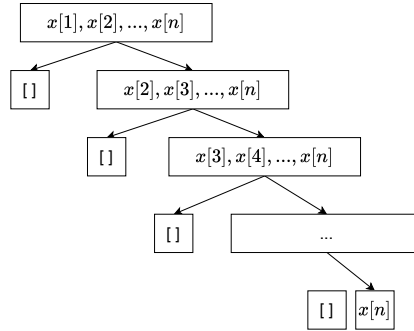 x[1], x[2], ..., x[n]
[ ] x[2], x[3], ..., x[n]
[ ] x[3], x[4], ..., x[n]
[ ] ...
[ ] x[n]